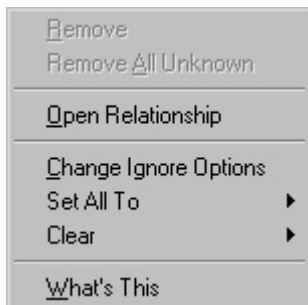 Remove
Remove All Unknown
Open Relationship
Change Ignore Options
Set All To
Clear
What's This